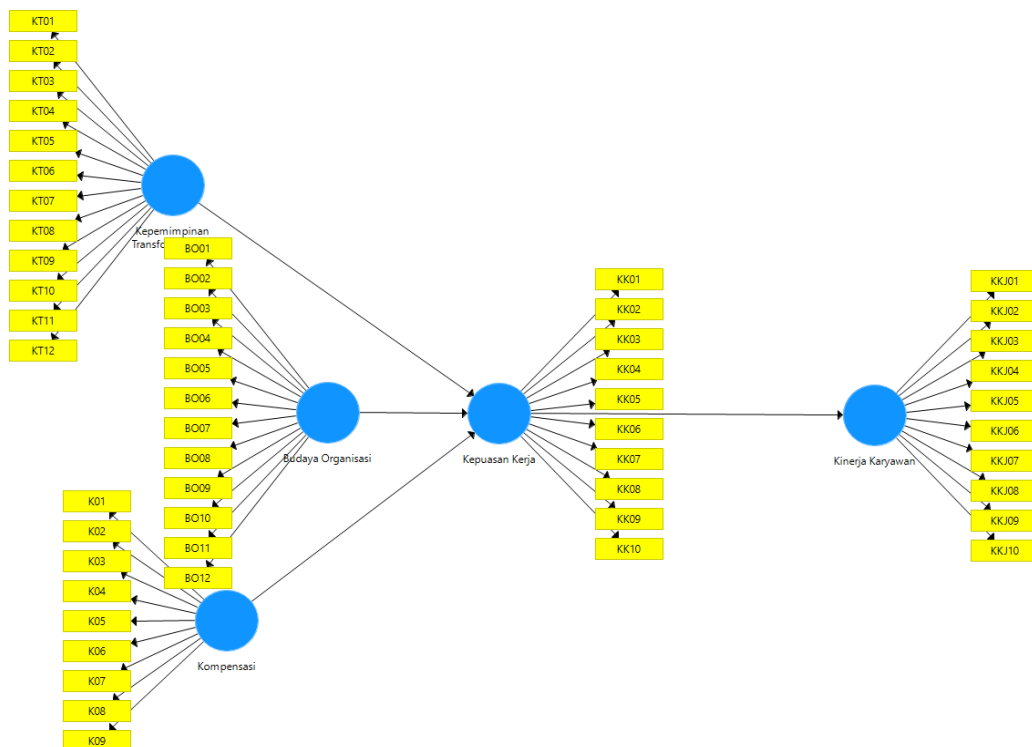 KT01
KT02
KT03
KT04
KT05
KT06
KT07
KT08
KT09
KT10
KT11
KT12
Kepemimpinan
Transfo
BO01
BO02
BO03
BO04
BO05
BO06
BO07
BO08
BO09
BO10
BO11
BO12
Budaya Organisasi
K01
K02
K03
K04
K05
K06
K07
K08
K09
Kompensasi
KK01
KK02
KK03
KK04
KK05
KK06
KK07
KK08
KK09
KK10
Kepuasan Kerja
KKJ01
KKJ02
KKJ03
KKJ04
KKJ05
KKJ06
KKJ07
KKJ08
KKJ09
KKJ10
Kinerja Karyawan